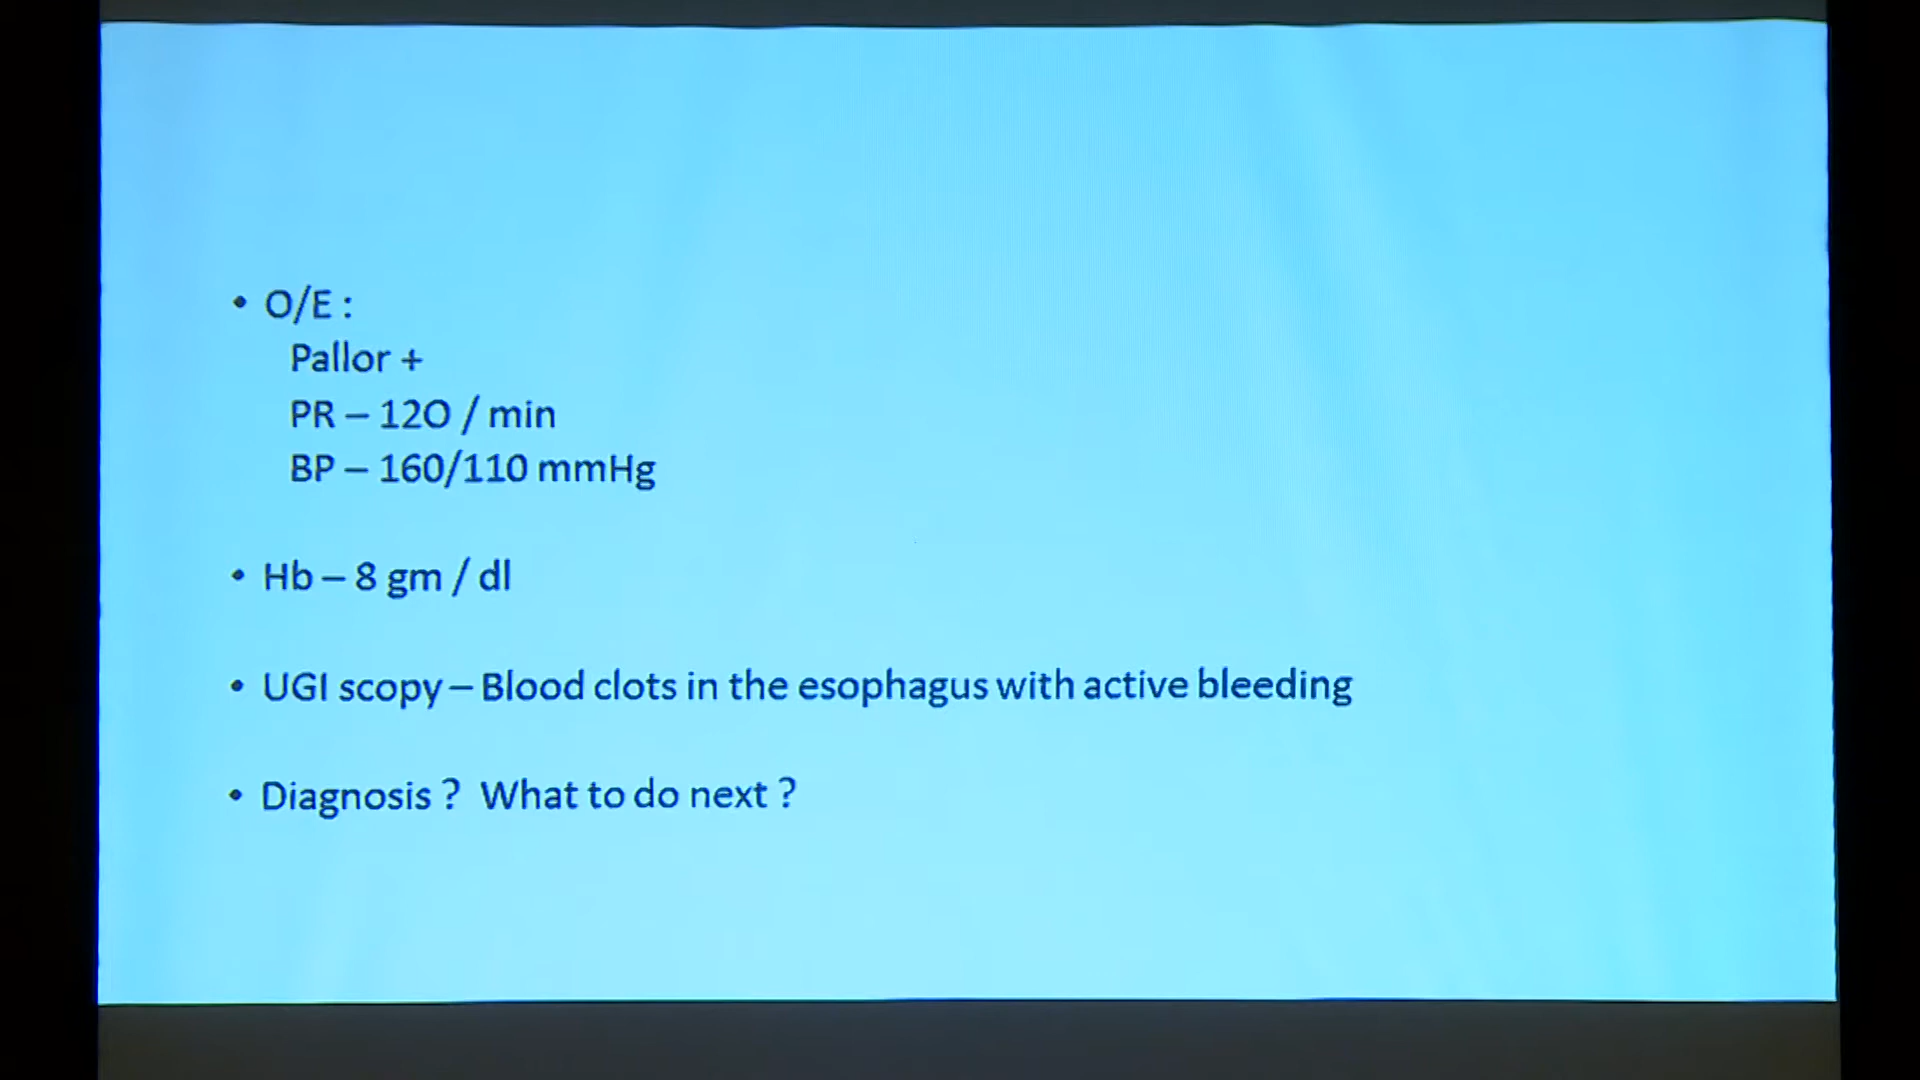 • O/E :
Pallor +
PR – 12O / min
BP – 160/110 mmHg
• Hb – 8 gm / dl
• UGI scopy – Blood clots in the esophagus with active bleeding
• Diagnosis ? What to do next ?